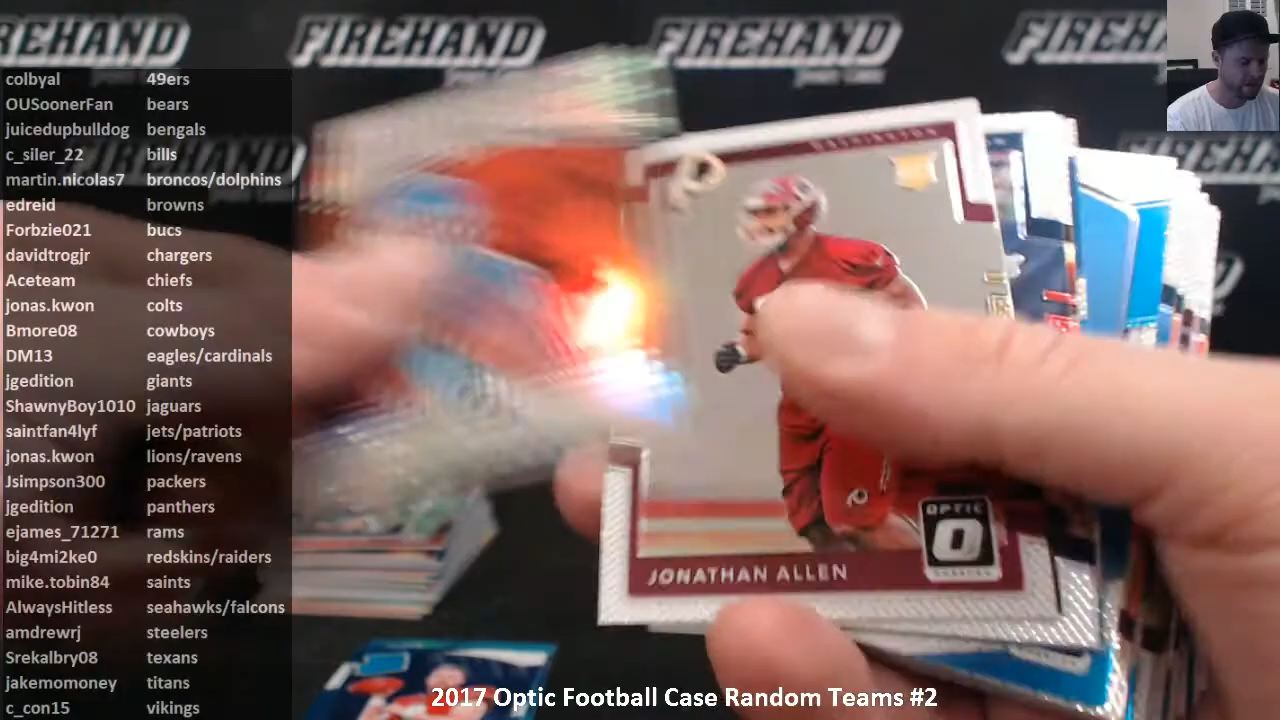 FIREHAND FIREHAND FIREHAND FIREH
colbyal 49ers
OUSoonerFan bears
juicedupbulldog bengals
c_siler_22 bills
martin.nicolas7 broncos/dolphins
edreid browns
Forbzie021 bucs
davidtrogjr chargers
Aceteam chiefs
jonas.kwon colts
Bmore08 cowboys
DM13 eagles/cardinals
jgedition giants
ShawnyBoy1010 jaguars
saintfan4lyf jets/patriots
jonas.kwon lions/ravens
Jsimpson300 packers
jgedition panthers
ejames_71271 rams
big4mi2ke0 redskins/raiders
mike.tobin84 saints
AlwaysHitless seahawks/falcons
amdrewrj steelers
Srekalbry08 texans
jakemomoney titans
c_con15 vikings
WASHINGTON
OPTIC
JONATHAN ALLEN
2017 Optic Football Case Random Teams #2